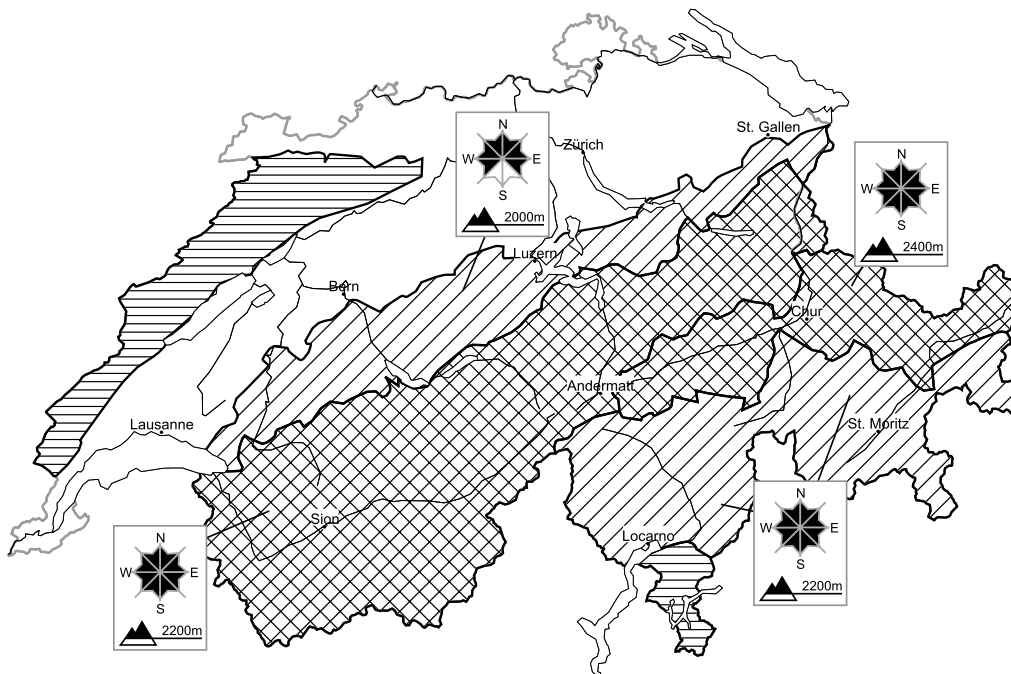 St. Gallen
Zürich
N
W E
S
2000m
N
W E
S
2400m
Luzern
Bern
Chur
Andermatt
Lausanne
St. Moritz
Sion
Locarno
N
W E
S
2200m
N
W E
S
2200m